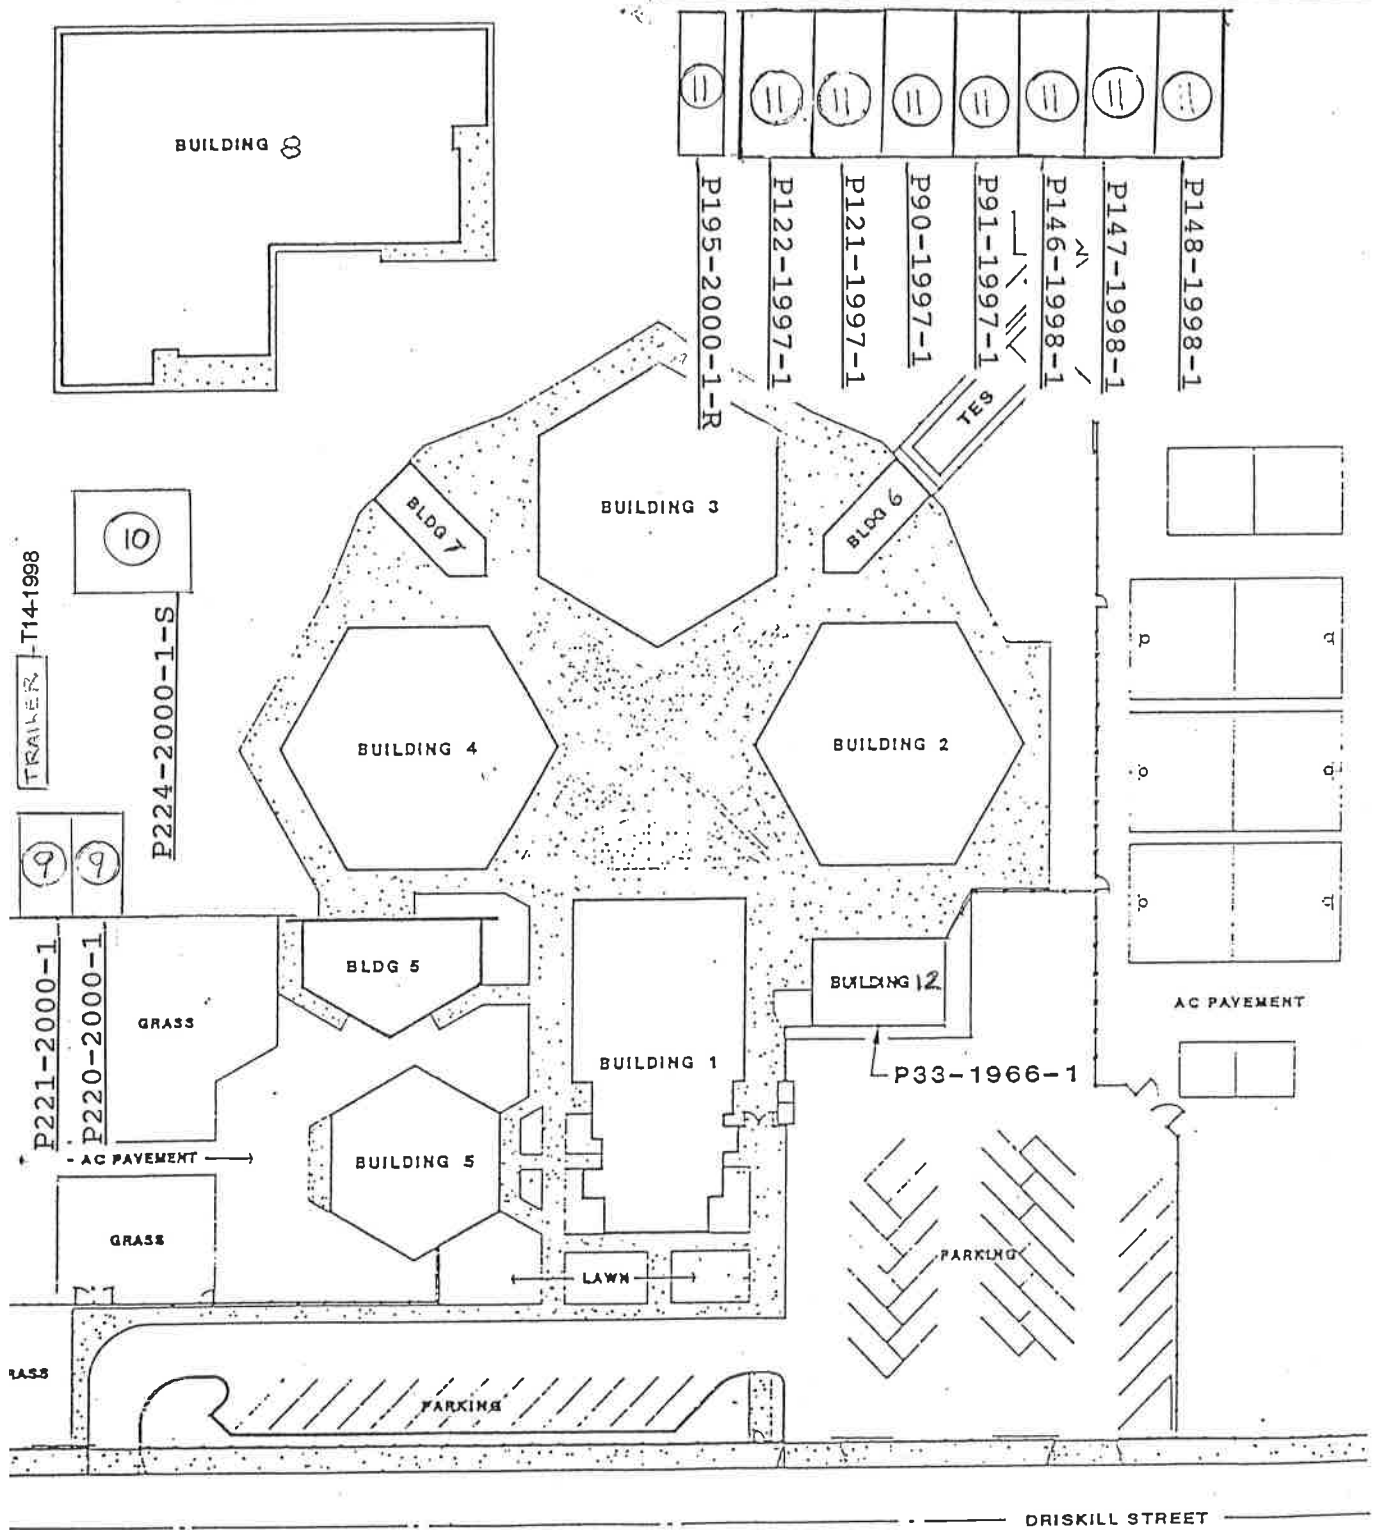 11
11
11
11
11
11
11
11
BUILDING 8
P195-2000-1-R
P122-1997-1
P121-1997-1
P90-1997-1
P91-1997-1
P146-1998-1
P147-1998-1
P148-1998-1
TES
BUILDING 3
BLDG 7
BLDG 6
10
TRAILER -T14-1998
P224-2000-1-S
BUILDING 4
BUILDING 2
9
9
P221-2000-1
P220-2000-1
BLDG 5
BUILDING 12
GRASS
AC PAVEMENT
BUILDING 1
P33-1966-1
AC PAVEMENT
BUILDING 5
GRASS
PARKING
LAWN
PARKING
DRISKILL STREET